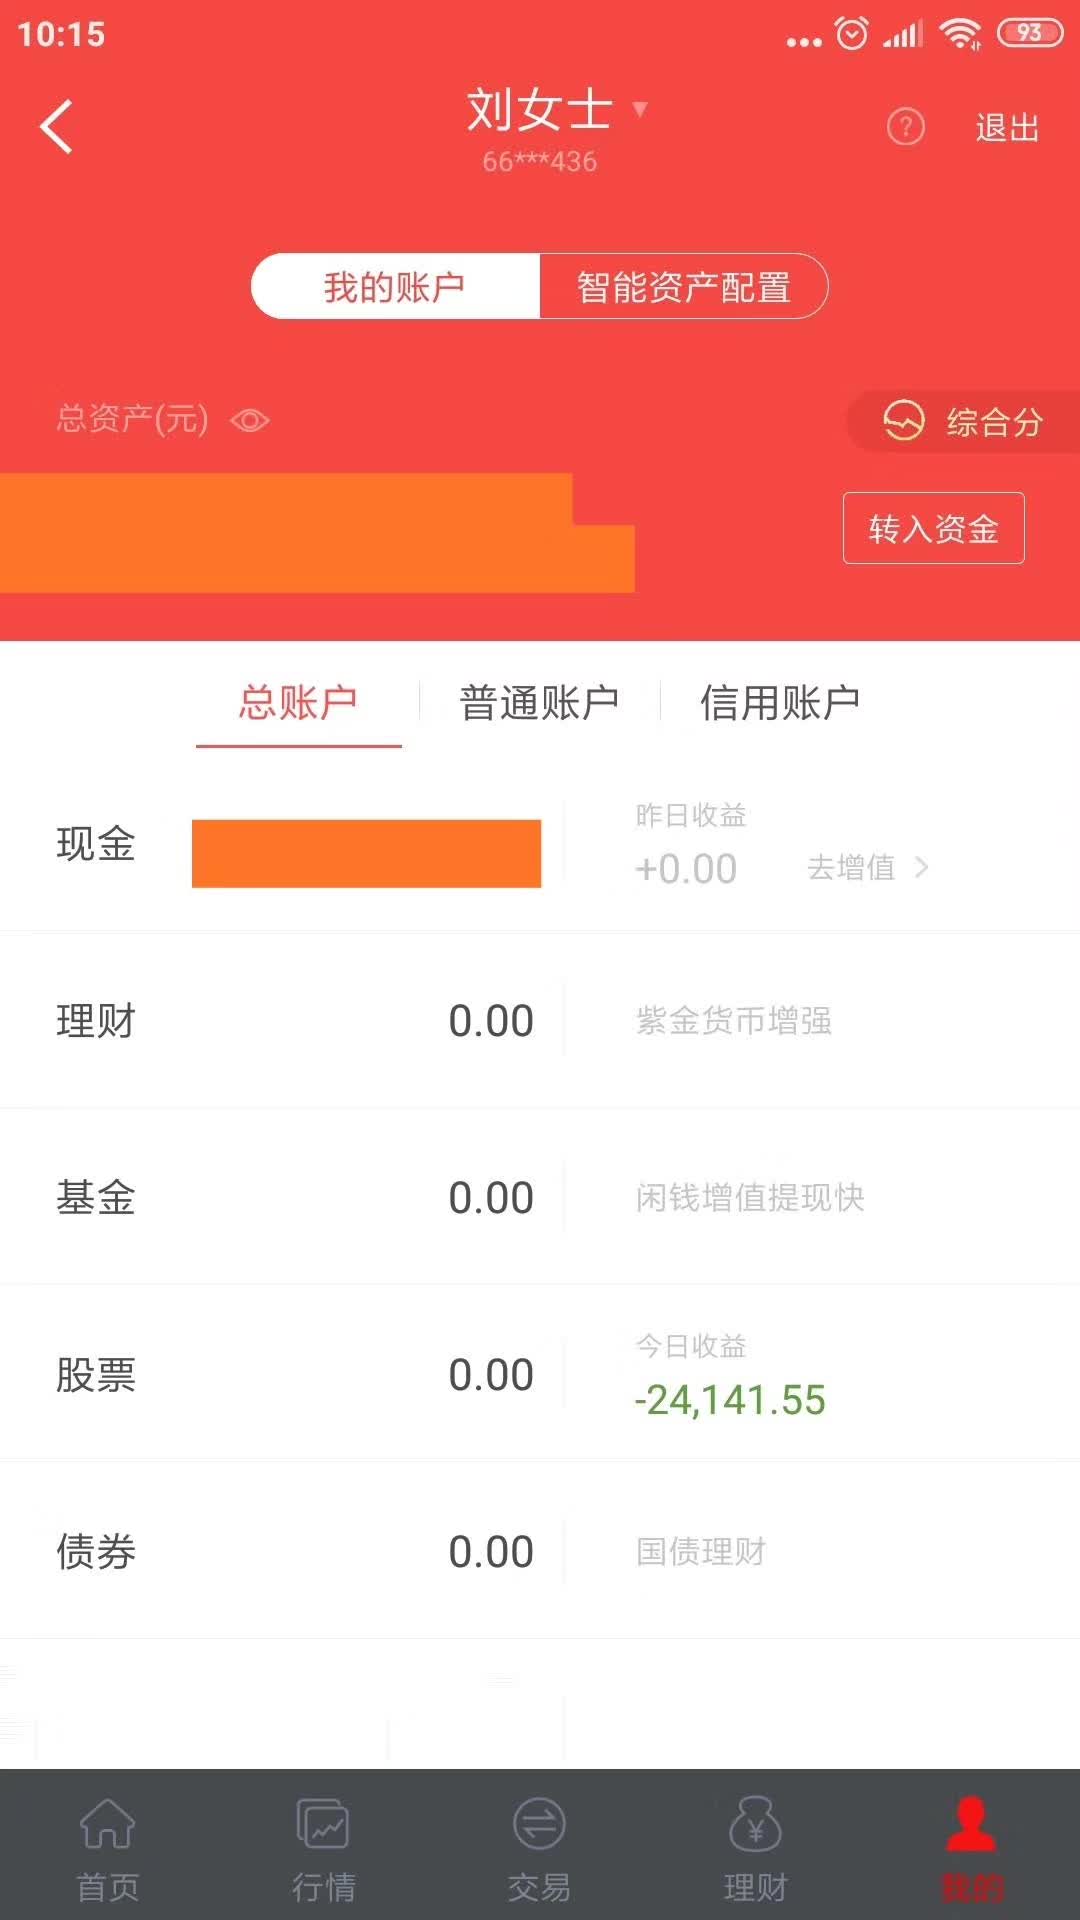 10:15
93
刘女士
66***436
退出
我的账户
智能资产配置
总资产(元)
综合分
转入资金
总账户
普通账户
信用账户
现金
昨日收益
+0.00
去增值
理财
0.00
紫金货币增强
基金
0.00
闲钱增值提现快
股票
0.00
今日收益
-24,141.55
债券
0.00
国债理财
首页
行情
交易
理财
我的